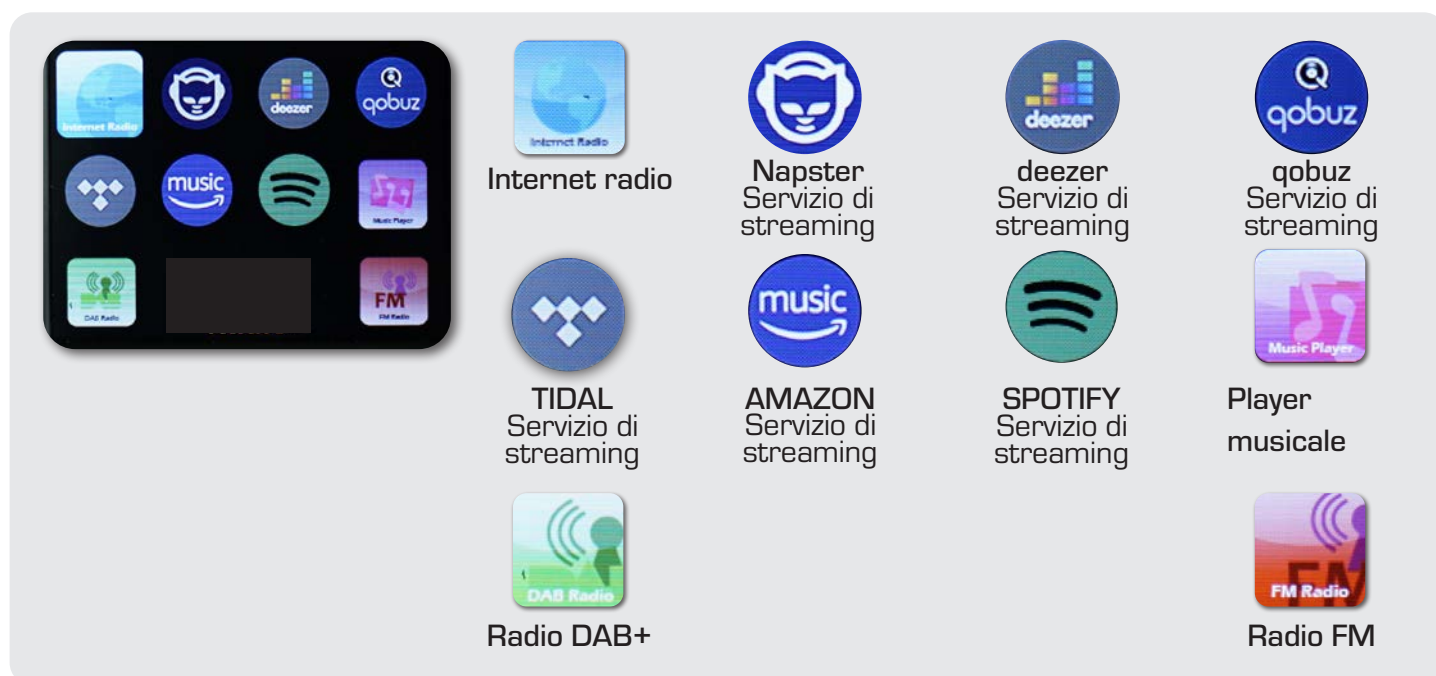 Internet Radio
deezer
qobuz
music
Music Player
DAB Radio
FM
FM Radio
Internet Radio
deezer
qobuz
Internet radio
Napster
Servizio di
streaming
deezer
Servizio di
streaming
qobuz
Servizio di
streaming
music
Music Player
TIDAL
Servizio di
streaming
AMAZON
Servizio di
streaming
SPOTIFY
Servizio di
streaming
Player
musicale
DAB Radio
FM
FM Radio
Radio DAB+
Radio FM